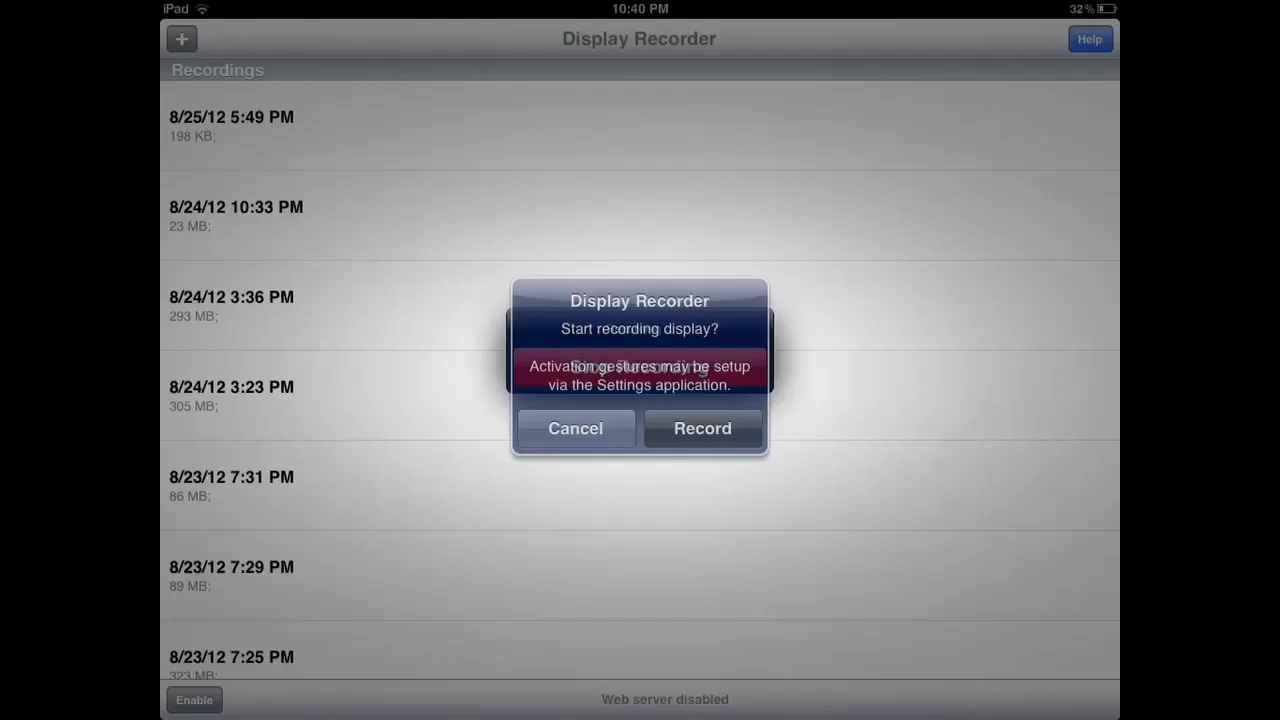 iPad
10:40 PM
32%
+
Display Recorder
Help
Recordings
8/25/12 5:49 PM
198 KB;
8/24/12 10:33 PM
23 MB;
8/24/12 3:36 PM
293 MB;
8/24/12 3:23 PM
305 MB;
8/23/12 7:31 PM
86 MB;
8/23/12 7:29 PM
89 MB;
8/23/12 7:25 PM
323 MB;
Display Recorder
Start recording display?
Stop Recording
Activation gestures may be setup
via the Settings application.
Cancel
Record
Enable
Web server disabled